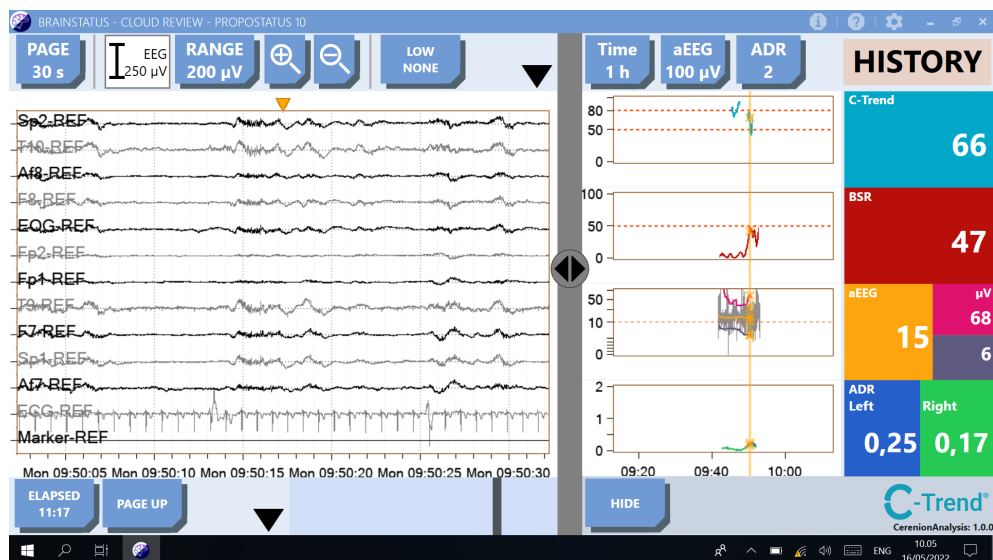 BRAINSTATUS - CLOUD REVIEW - PROPOSTATUS 10
PAGE
30 s
EEG
250 µV
RANGE
200 µV
LOW
NONE
Time
1 h
aEEG
100 µV
ADR
2
HISTORY
Sp2-REF
T10-REF
Af8-REF
F8-REF
EOG-REF
Fp2-REF
Fp1-REF
T9-REF
F7-REF
Sp1-REF
Af7-REF
ECG-REF
Marker-REF
Mon 09:50:05 Mon 09:50:10 Mon 09:50:15 Mon 09:50:20 Mon 09:50:25 Mon 09:50:30
80
50
0
100
50
0
50
10
0
2
1
0
09:20 09:40 10:00
C-Trend
66
BSR
47
aEEG
15
µV
68
6
ADR
Left
0,25
Right
0,17
ELAPSED
11:17
PAGE UP
HIDE
C-Trend®
CerenionAnalysis: 1.0.0
ENG
10.05
16/05/2022